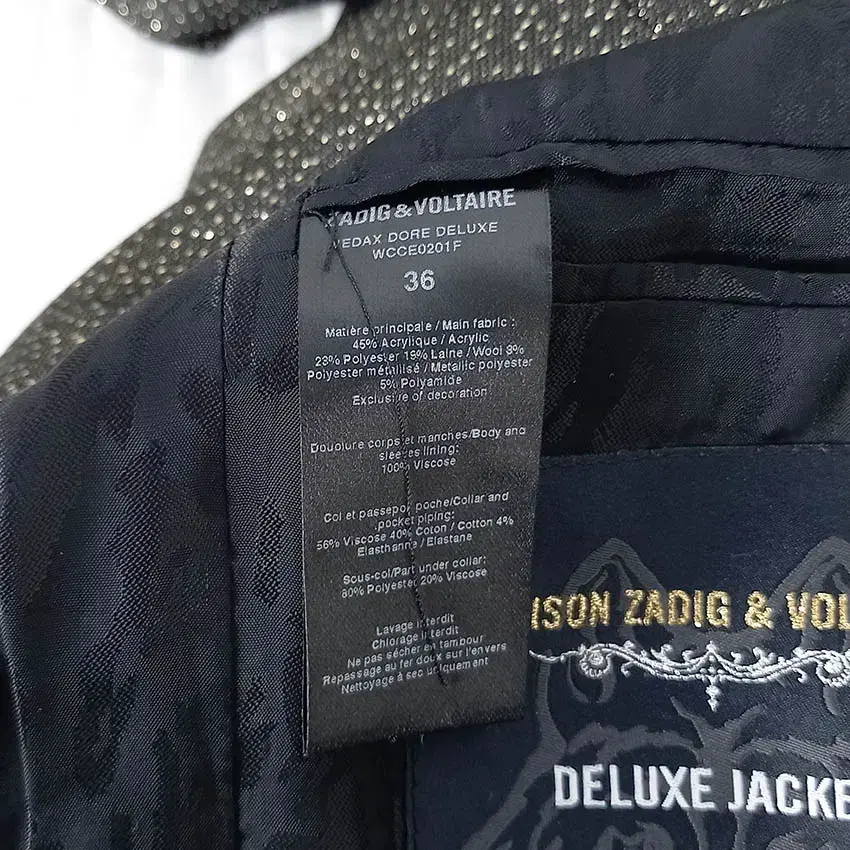 ZADIG & VOLTAIRE
VEDAX DORE DELUXE
WCCE0201F
36
Matière principale / Main fabric :
45% Acrylique / Acrylic
28% Polyester 19% Laine / Wool 3%
Polyester métallisé / Metallic polyester
5% Polyamide
Exclusive of decoration
Doublure corps et manches/Body and
sleeves lining:
100% Viscose
Col et passepoi poche/Collar and
pocket piping:
56% Viscose 40% Coton / Cotton 4%
Elasthanne / Elastane
Sous-col/Part under collar:
80% Polyester 20% Viscose
Lavage interdit
Chlorage interdit
Ne pas sécher en tambour
Repassage au fer doux sur l'envers
Nettoyage à sec uniquement
ISON ZADIG & VOL
DELUXE JACKE